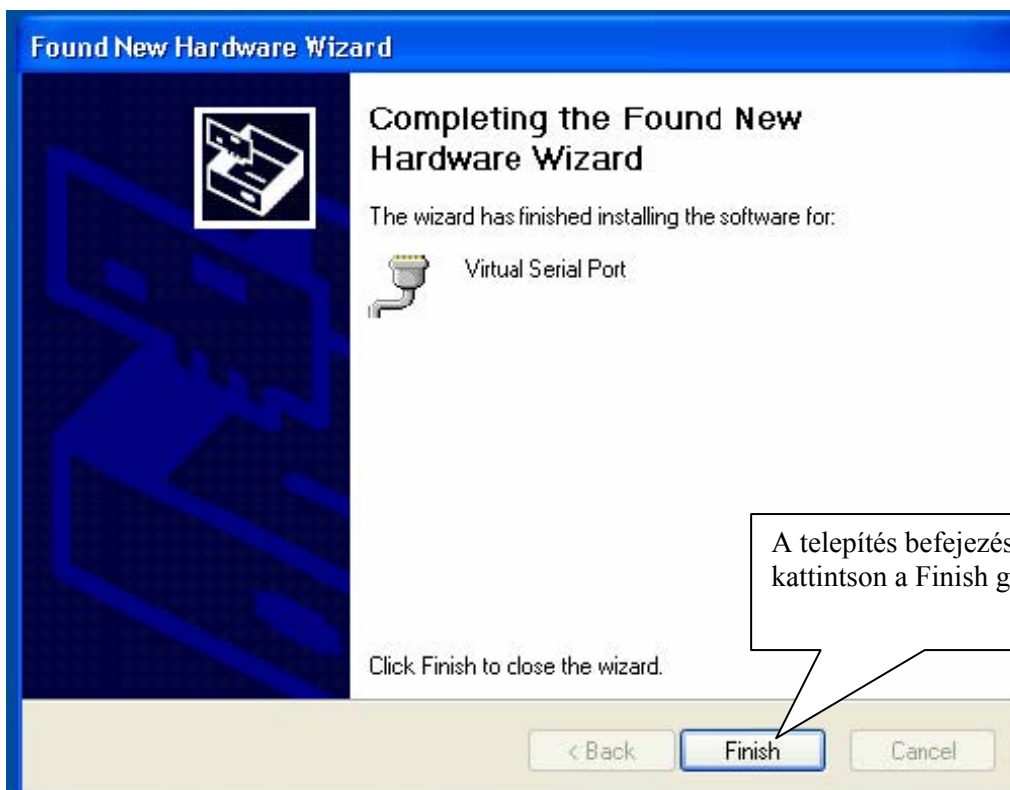 Found New Hardware Wizard
Completing the Found New
Hardware Wizard
The wizard has finished installing the software for:
Virtual Serial Port
A telepítés befejezés
kattintson a Finish g
Click Finish to close the wizard.
< Back
Finish
Cancel